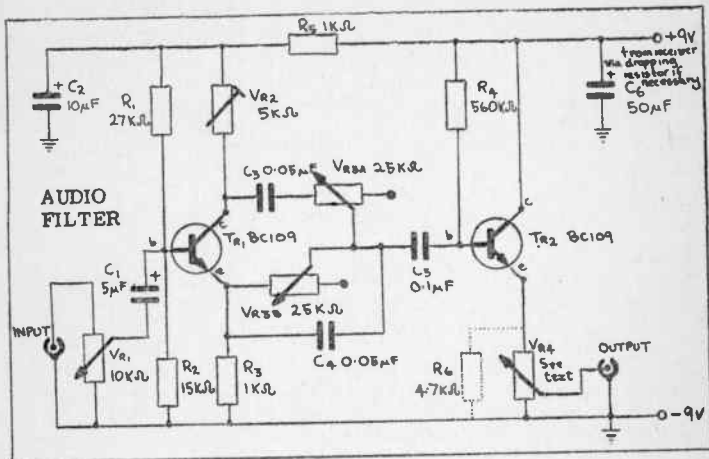 R5 1KΩ
+9V
+from receiver
via dropping
resistor if
necessary
+ C2
10μF
R1
27KΩ
VR2
5KΩ
R4
560KΩ
+
C6
50μF
C3 0.05μF
VR3A 25KΩ
AUDIO
FILTER
c
b
TR1 BC109
e
c
b
TR2 BC109
e
C1
5μF
+
VR3B 25KΩ
C5
0.1μF
C4 0.05μF
INPUT
VR1
10KΩ
R2
15KΩ
R3
1KΩ
R6
4.7KΩ
VR4
See
text
OUTPUT
-9V